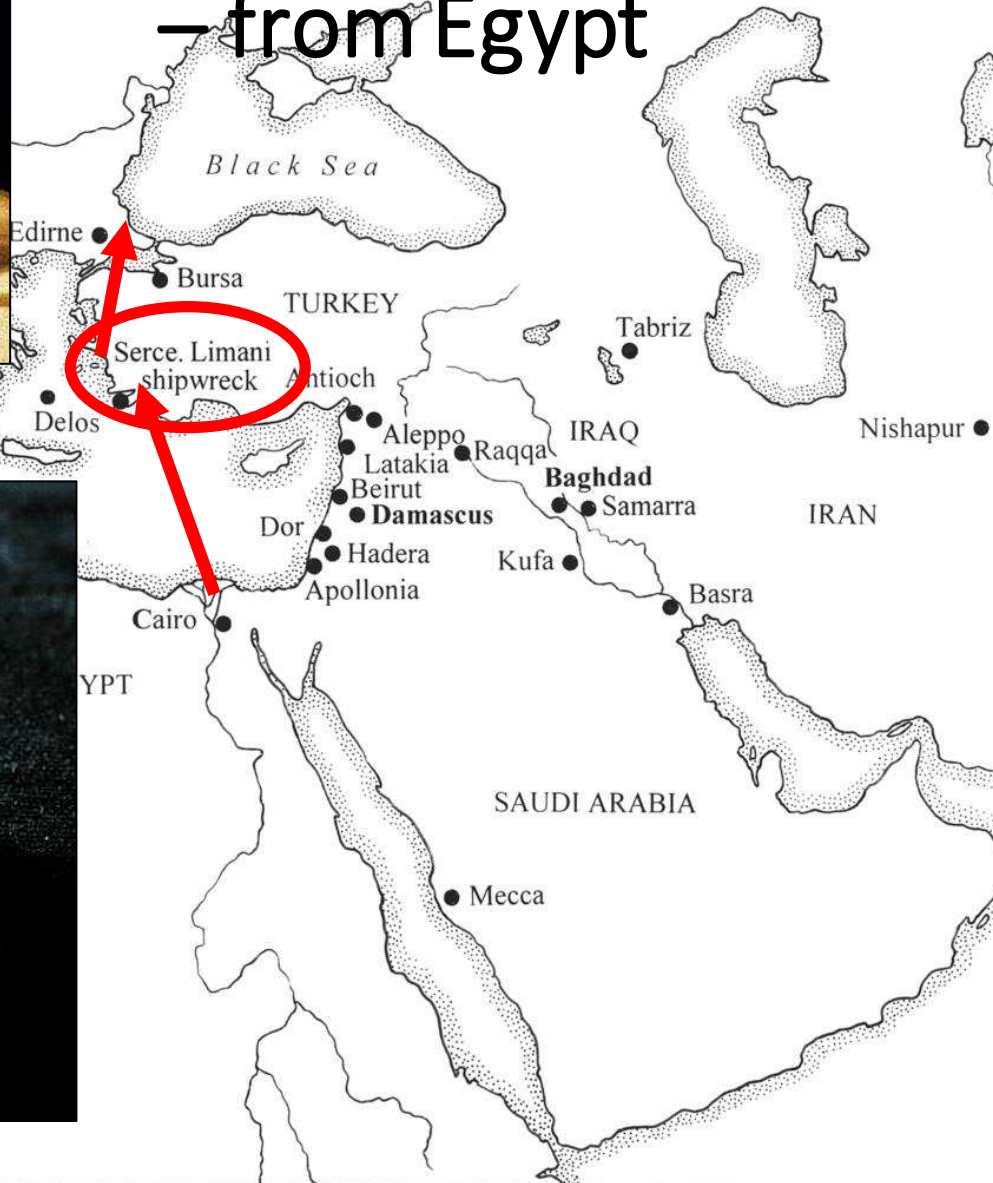 – from Egypt
Black Sea
Edirne
Bursa
TURKEY
Tabriz
Serce. Limani
shipwreck
Antioch
Delos
Aleppo
Raqqa
IRAQ
Nishapur
Latakia
Baghdad
Beirut
Samarra
Damascus
IRAN
Dor
Hadera
Kufa
Apollonia
Basra
Cairo
YPT
SAUDI ARABIA
Mecca